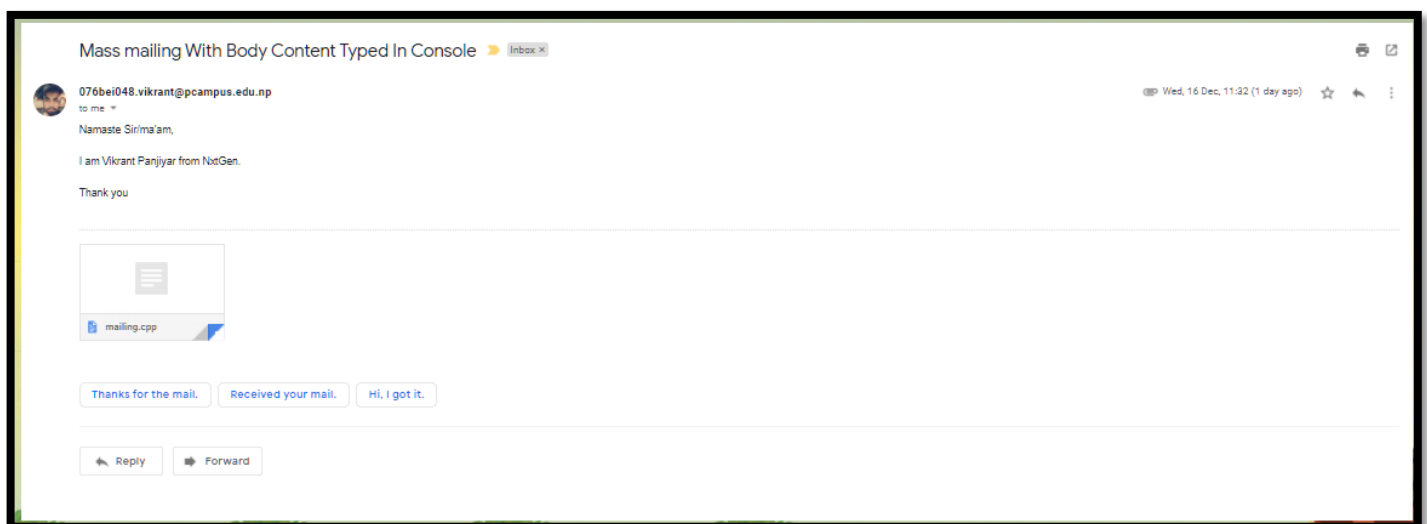 Mass mailing With Body Content Typed In Console Inbox ×
076bei048.vikrant@pcampus.edu.np
Wed, 16 Dec, 11:32 (1 day ago)
to me
Namaste Sir/ma'am,
I am Vikrant Panjiyar from NxtGen.
Thank you
mailing.cpp
Thanks for the mail. Received your mail. Hi, I got it.
Reply Forward